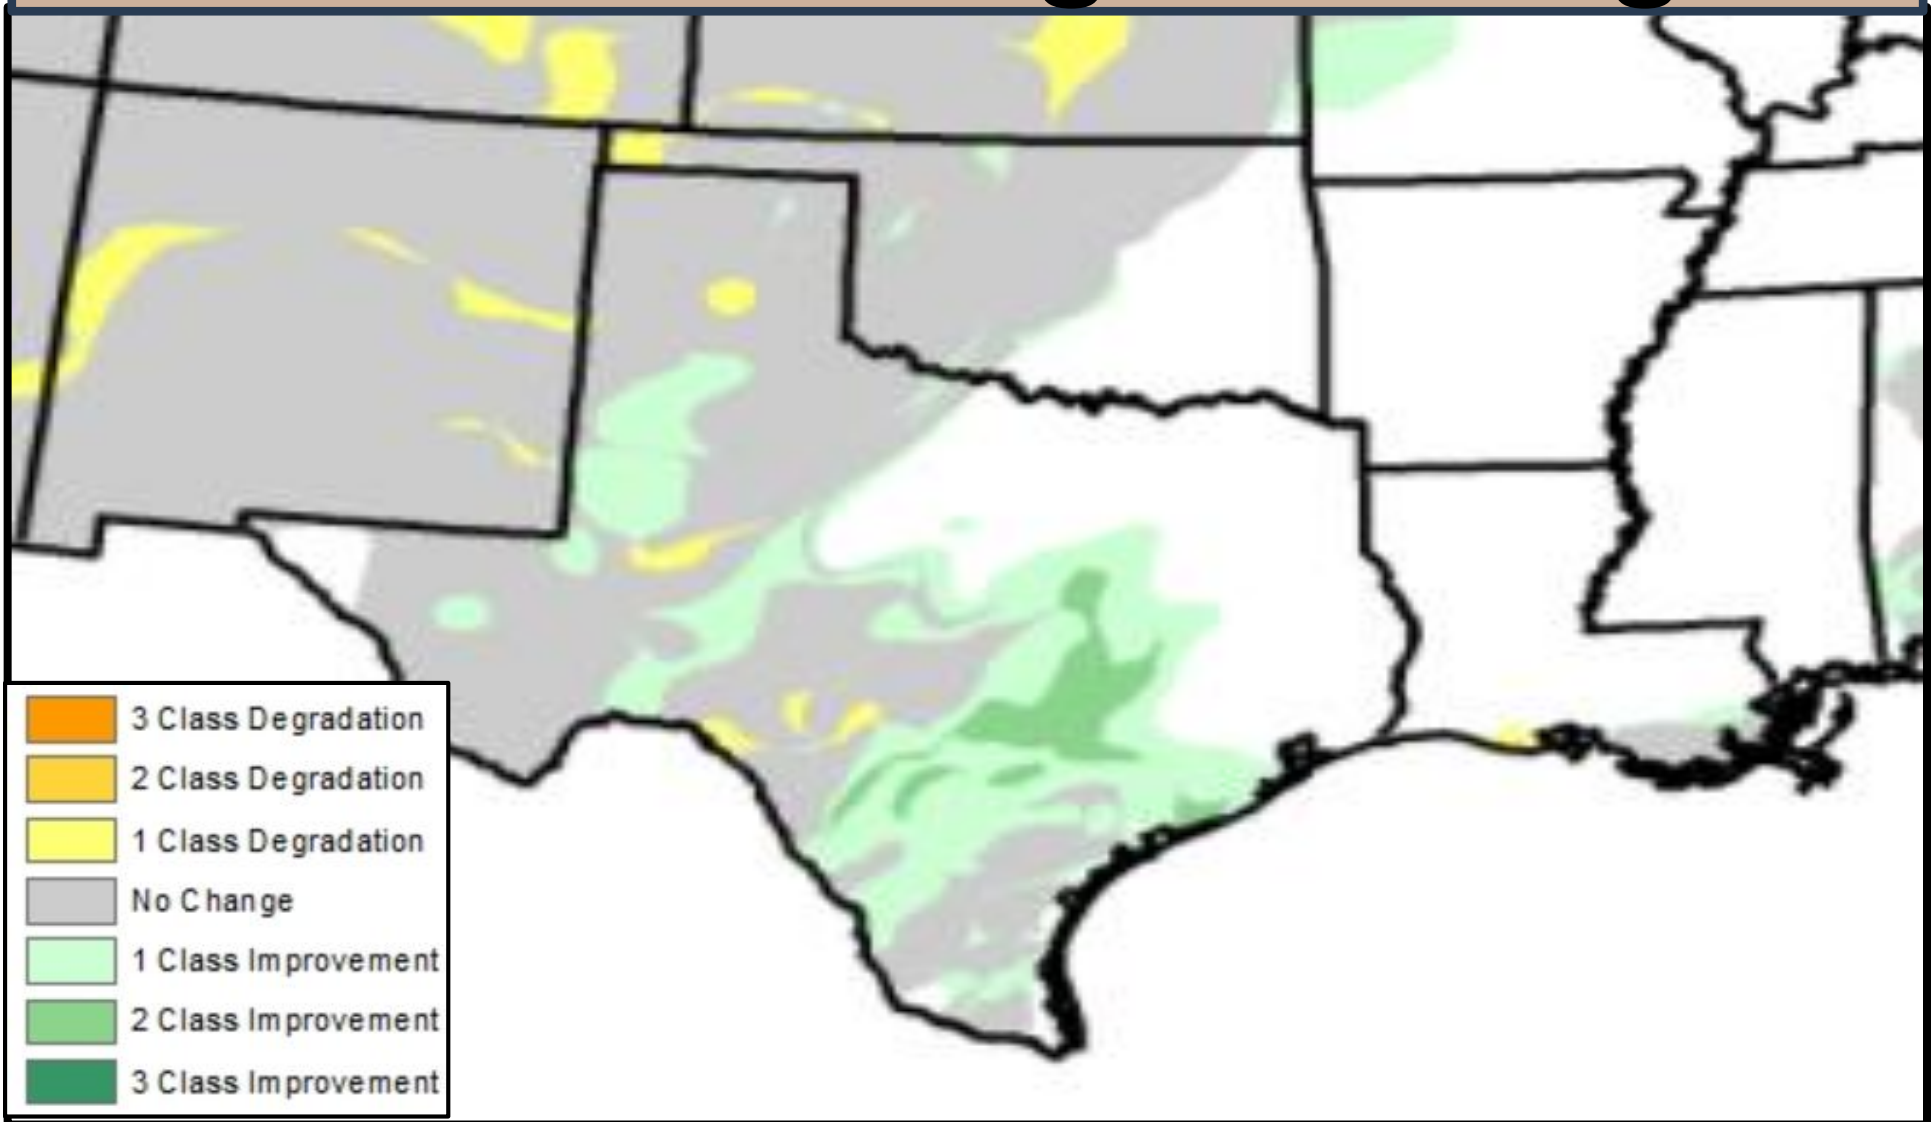 3 Class Degradation
2 Class Degradation
1 Class Degradation
No Change
1 Class Improvement
2 Class Improvement
3 Class Improvement